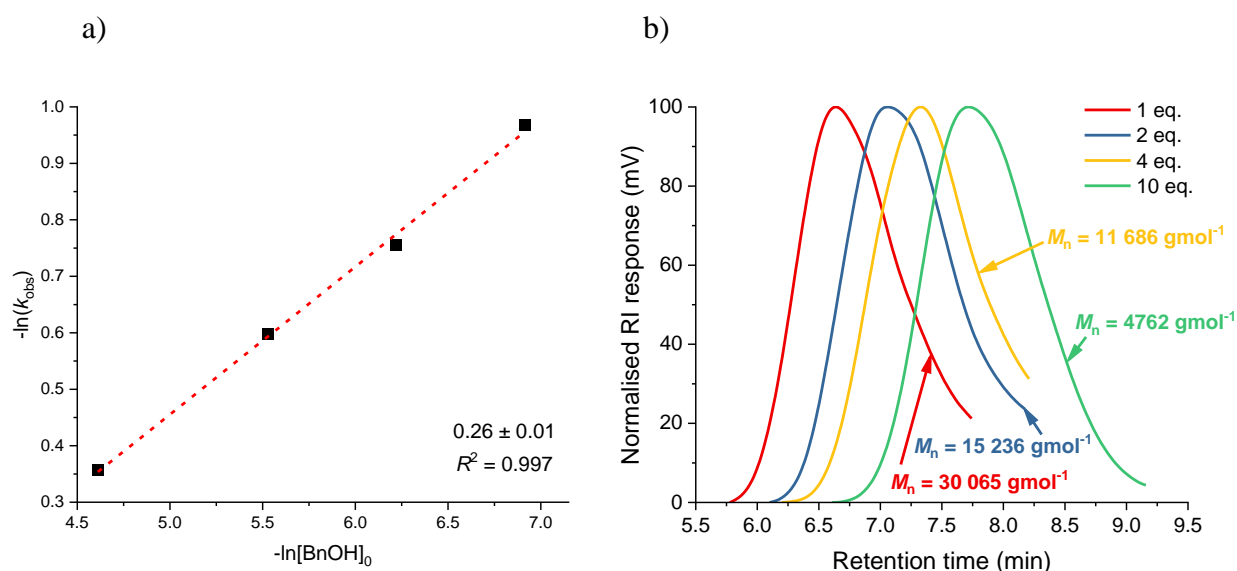 a)
1.0
0.9
0.8
0.7
0.6
0.5
0.4
0.3
-ln(kobs)
0.26 ± 0.01
R² = 0.997
4.5 5.0 5.5 6.0 6.5 7.0
-ln[BnOH]₀
b)
100
80
60
40
20
0
Normalised RI response (mV)
1 eq.
2 eq.
4 eq.
10 eq.
Mn = 11 686 gmol⁻¹
Mn = 4762 gmol⁻¹
Mn = 15 236 gmol⁻¹
Mn = 30 065 gmol⁻¹
5.5 6.0 6.5 7.0 7.5 8.0 8.5 9.0 9.5
Retention time (min)